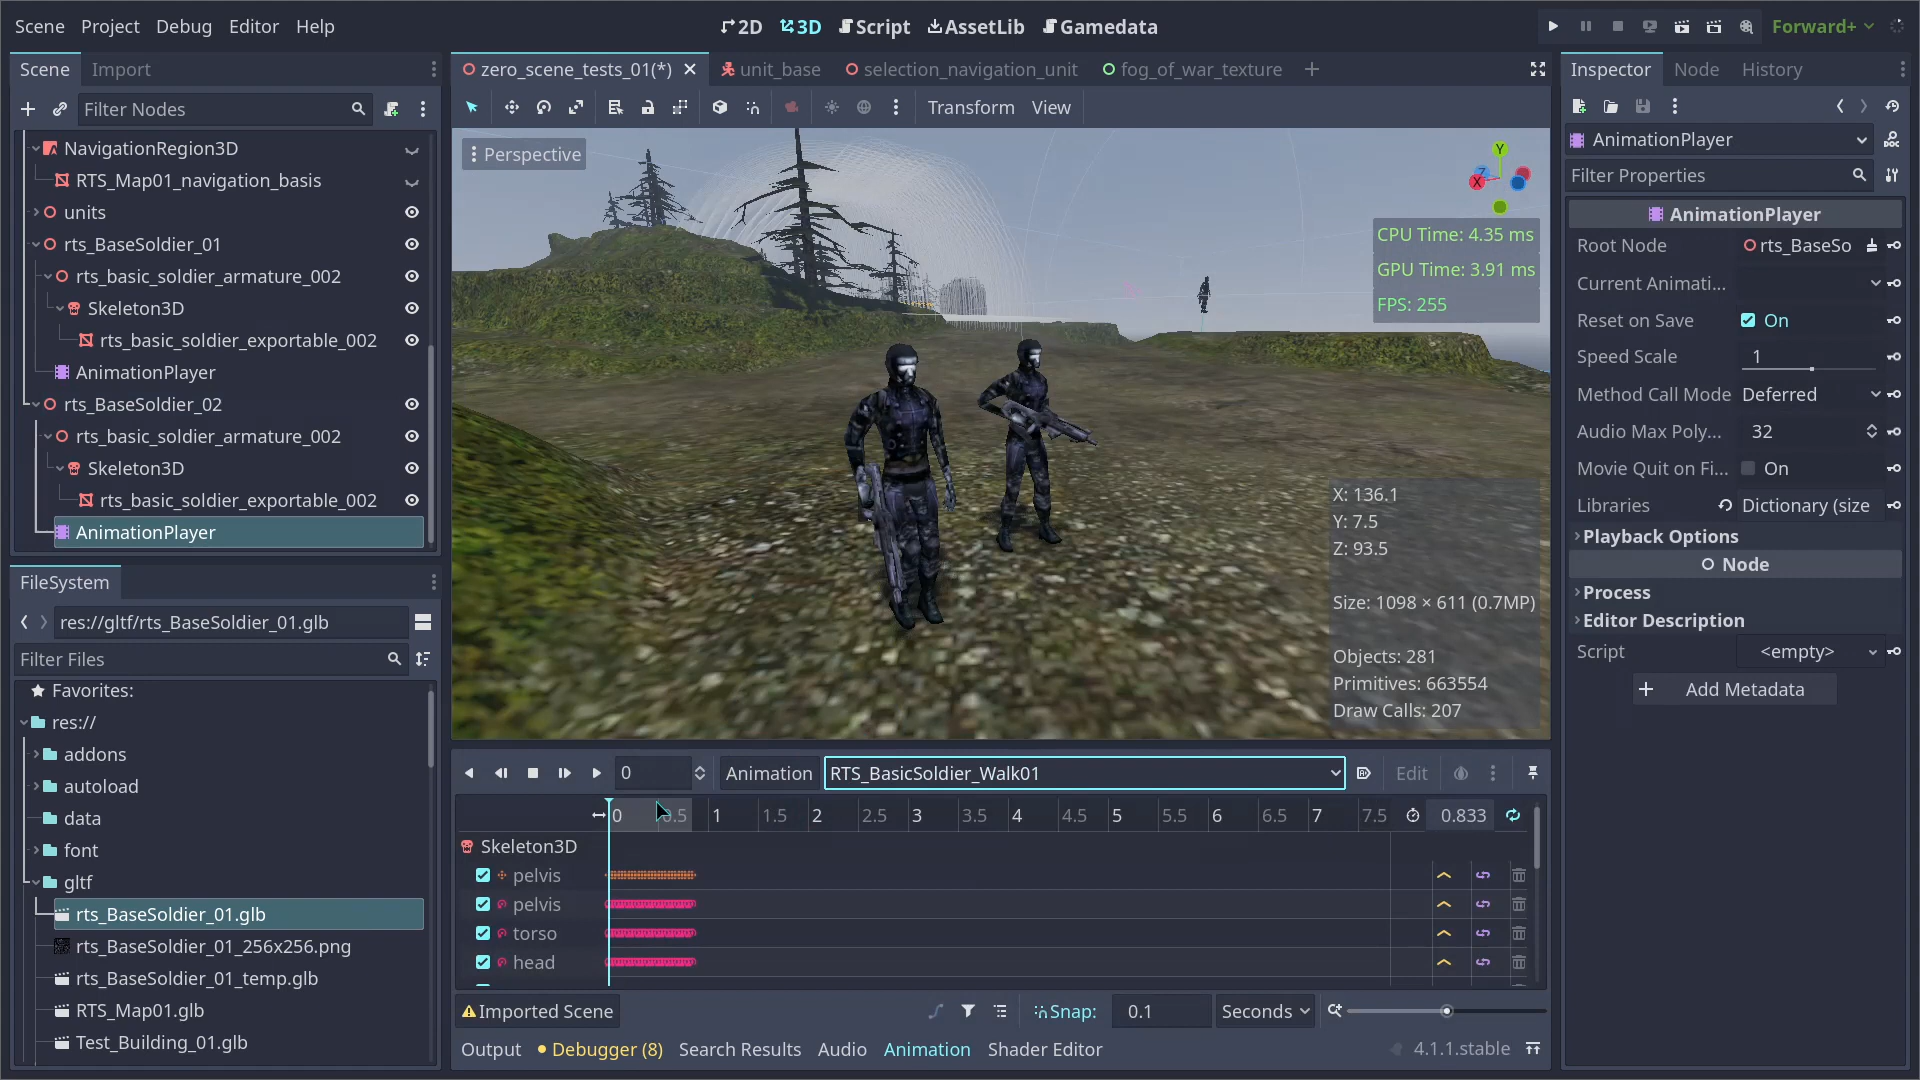 Scene Project Debug Editor Help
2D 3D Script AssetLib Gamedata
Forward+
Scene Import
Filter Nodes
NavigationRegion3D
RTS_Map01_navigation_basis
units
rts_BaseSoldier_01
rts_basic_soldier_armature_002
Skeleton3D
rts_basic_soldier_exportable_002
AnimationPlayer
rts_BaseSoldier_02
rts_basic_soldier_armature_002
Skeleton3D
rts_basic_soldier_exportable_002
AnimationPlayer
FileSystem
res://gltf/rts_BaseSoldier_01.glb
Filter Files
Favorites:
res://
addons
autoload
data
font
gltf
rts_BaseSoldier_01.glb
rts_BaseSoldier_01_256x256.png
rts_BaseSoldier_01_temp.glb
RTS_Map01.glb
Test_Building_01.glb
zero_scene_tests_01(*) unit_base selection_navigation_unit fog_of_war_texture
Transform View
Perspective
Y
Z
X
CPU Time: 4.35 ms
GPU Time: 3.91 ms
FPS: 255
X: 136.1
Y: 7.5
Z: 93.5
Size: 1098 × 611 (0.7MP)
Objects: 281
Primitives: 663554
Draw Calls: 207
0 Animation RTS_BasicSoldier_Walk01 Edit
0 0.5 1 1.5 2 2.5 3 3.5 4 4.5 5 5.5 6 6.5 7 7.5 0.833
Skeleton3D
pelvis
pelvis
torso
head
Imported Scene Snap: 0.1 Seconds
Output Debugger (8) Search Results Audio Animation Shader Editor 4.1.1.stable
Inspector Node History
AnimationPlayer
DOC
Filter Properties
AnimationPlayer
Root Node rts_BaseSo
Current Animati...
Reset on Save On
Speed Scale 1
Method Call Mode Deferred
Audio Max Poly... 32
Movie Quit on Fi... On
Libraries Dictionary (size
Playback Options
Node
Process
Editor Description
Script <empty>
Add Metadata